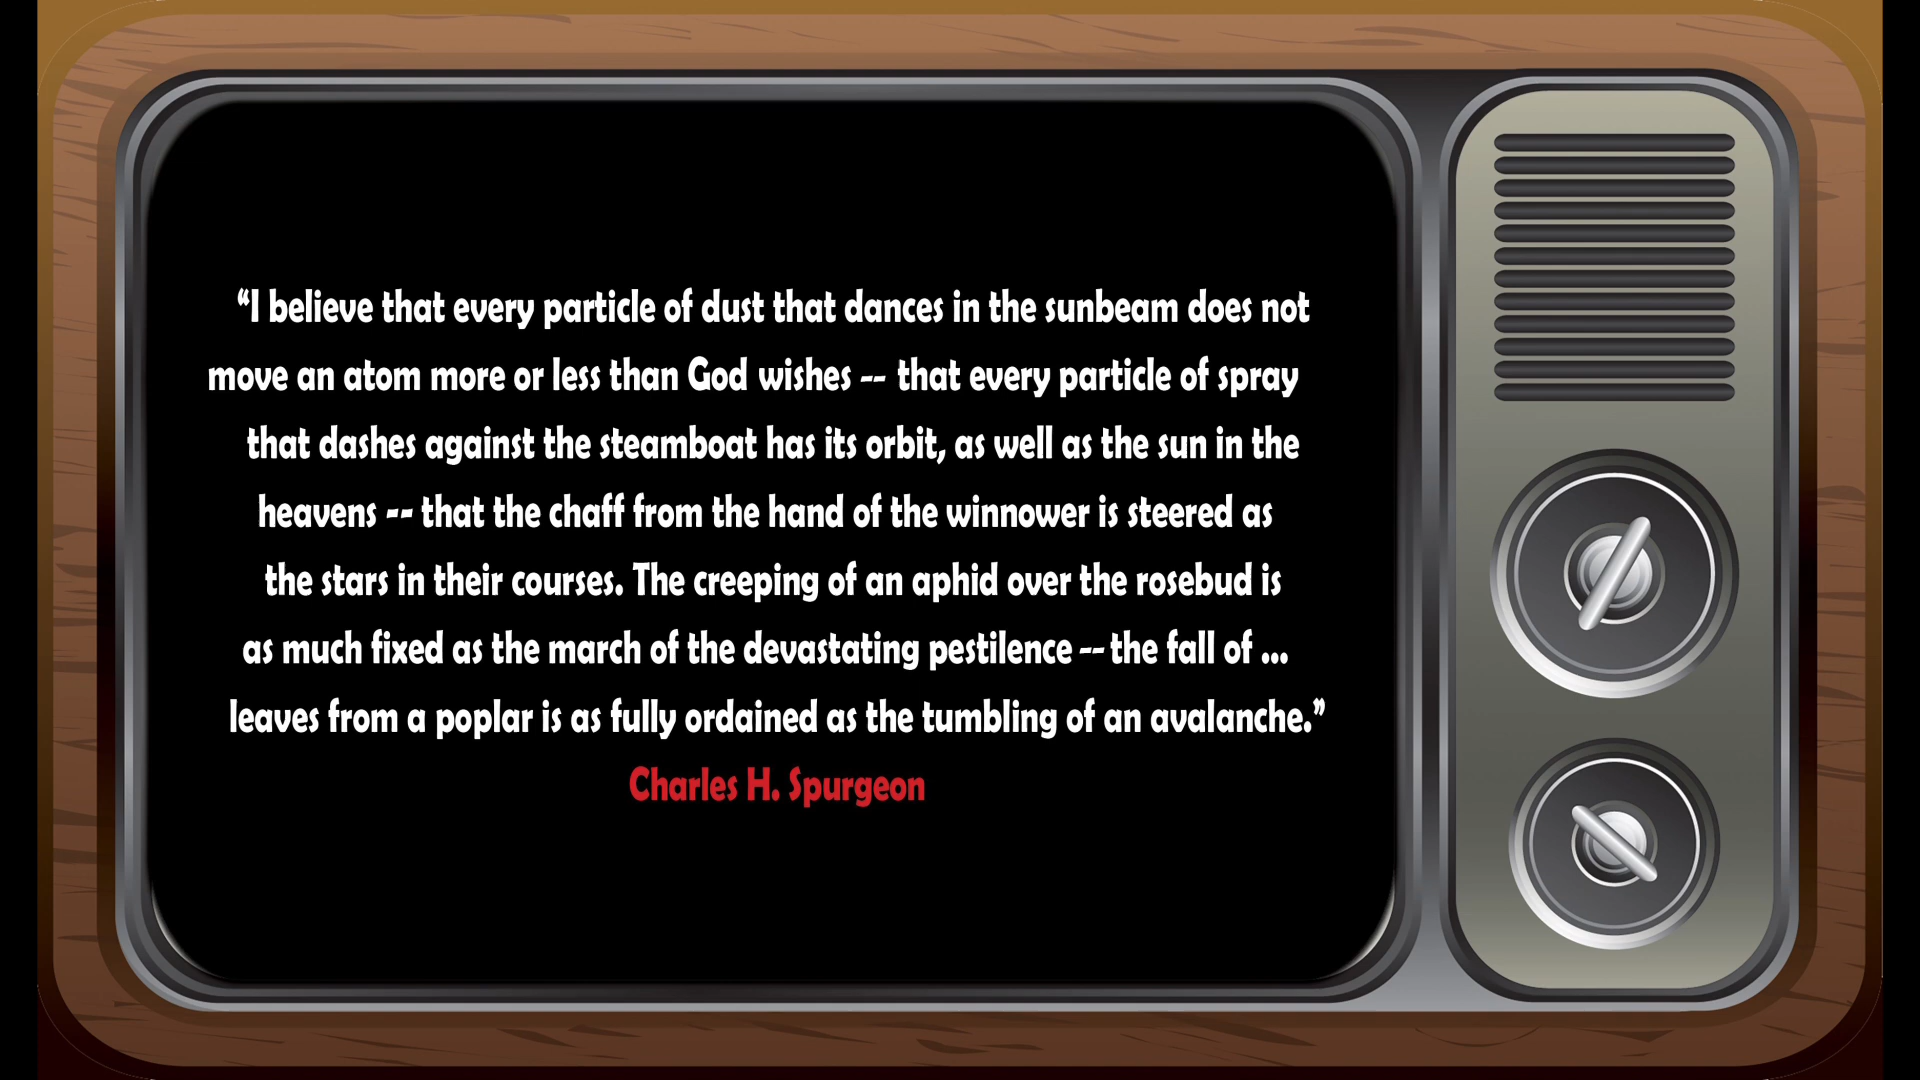 “I believe that every particle of dust that dances in the sunbeam does not
move an atom more or less than God wishes -- that every particle of spray
that dashes against the steamboat has its orbit, as well as the sun in the
heavens -- that the chaff from the hand of the winnower is steered as
the stars in their courses. The creeping of an aphid over the rosebud is
as much fixed as the march of the devastating pestilence -- the fall of ...
leaves from a poplar is as fully ordained as the tumbling of an avalanche.”
Charles H. Spurgeon